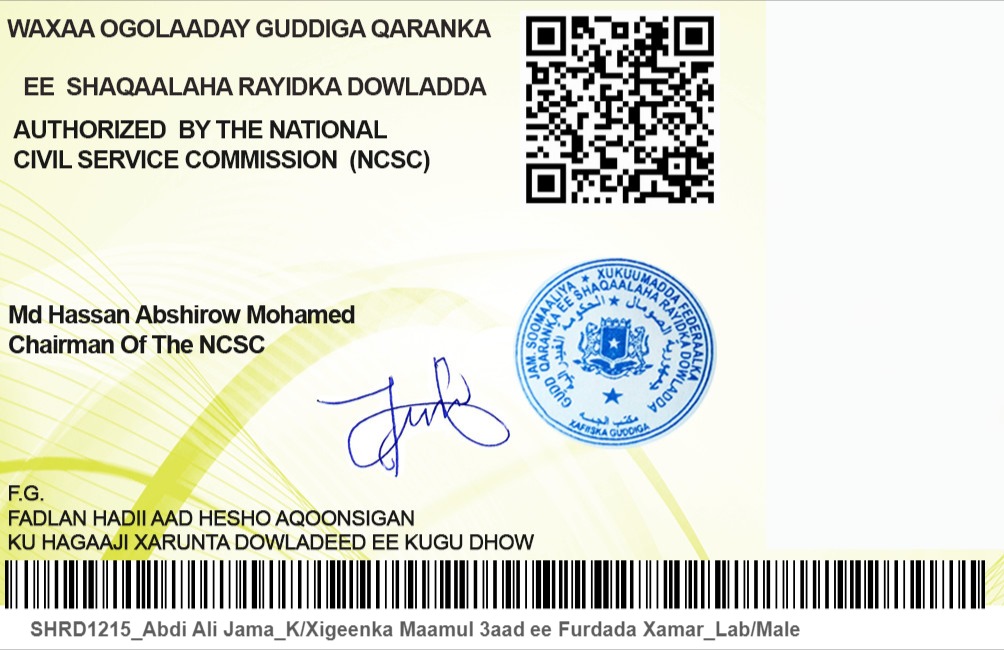 WAXAA OGOLAADAY GUDDIGA QARANKA
EE SHAQAALAHA RAYIDKA DOWLADDA
AUTHORIZED BY THE NATIONAL
CIVIL SERVICE COMMISSION (NCSC)
Md Hassan Abshirow Mohamed
Chairman Of The NCSC
JAM. SOOMAALIYA ★ XUKUUMADDA FEDERAALKA
GUDD QARANKA EE SHAQAALAHA RAYIDKA DOWLADDA
جمهورية الصومال ★ الحكومة الفيدرالية
مكتب
XAFIISKA GUDDIGA
F.G.
FADLAN HADII AAD HESHO AQOONSIGAN
KU HAGAAJI XARUNTA DOWLADEED EE KUGU DHOW
SHRD1215_Abdi Ali Jama_K/Xigeenka Maamul 3aad ee Furdada Xamar_Lab/Male